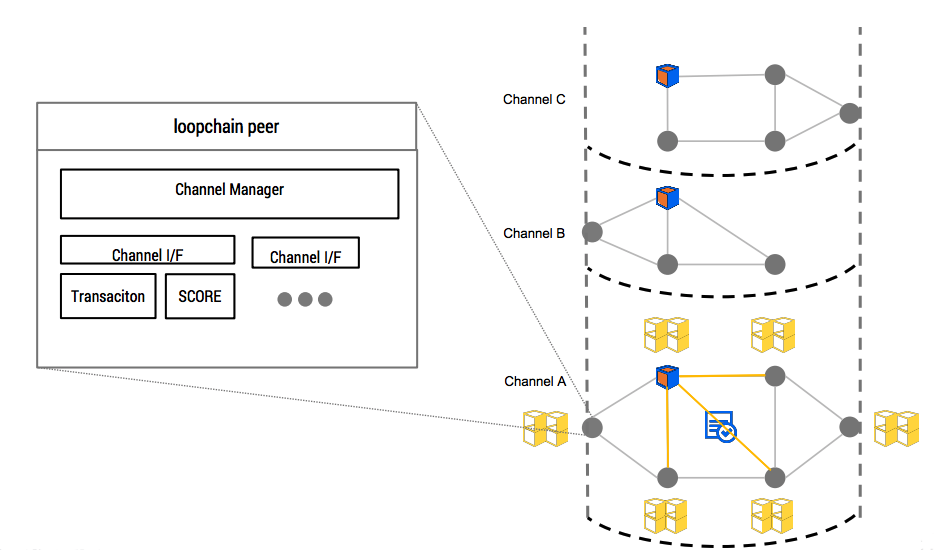 loopchain peer
Channel Manager
Channel I/F
Channel I/F
Transaciton
SCORE
Channel C
Channel B
Channel A